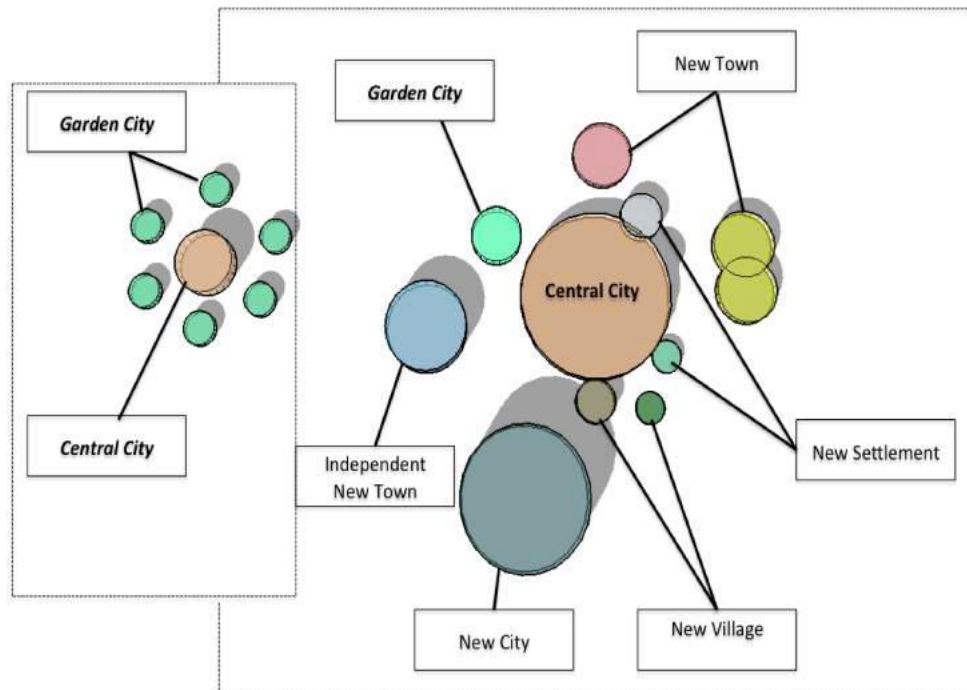 New Town
Garden City
Garden City
Central City
Central City
New Settlement
Independent
New Town
New City
New Village